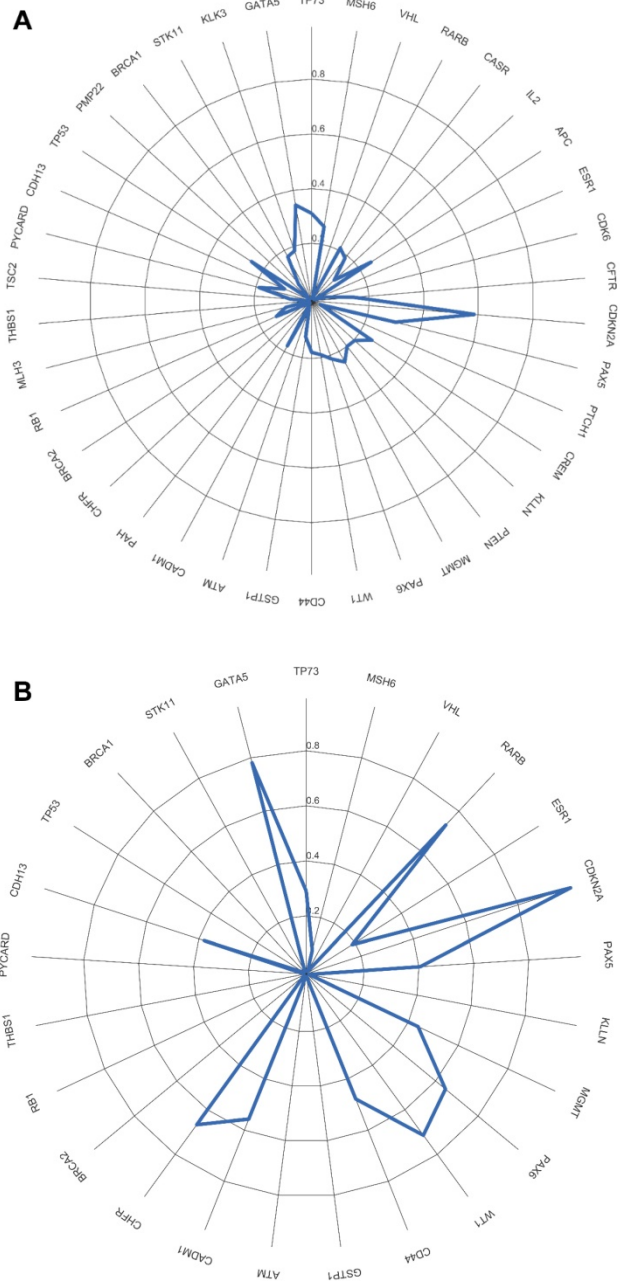 A
TP73
MSH6
VHL
RARB
CASR
IL2
APC
ESR1
CDK6
CFTR
CDKN2A
PAX5
PTCH1
CREM
KLLN
PTEN
MGMT
PAX6
WT1
CD44
GSTP1
ATM
CADM1
PAH
CHFR
BRCA2
RB1
MLH3
THBS1
TSC2
PYCARD
CDH13
TP53
PMP22
BRCA1
STK11
KLK3
GATA5
0.8
0.6
0.4
B
TP73
MSH6
VHL
RARB
ESR1
CDKN2A
PAX5
KLLN
MGMT
PAX6
WT1
CD44
GSTP1
ATM
CADM1
CHFR
BRCA2
RB1
THBS1
PYCARD
CDH13
TP53
BRCA1
STK11
GATA5
0.8
0.6
0.4